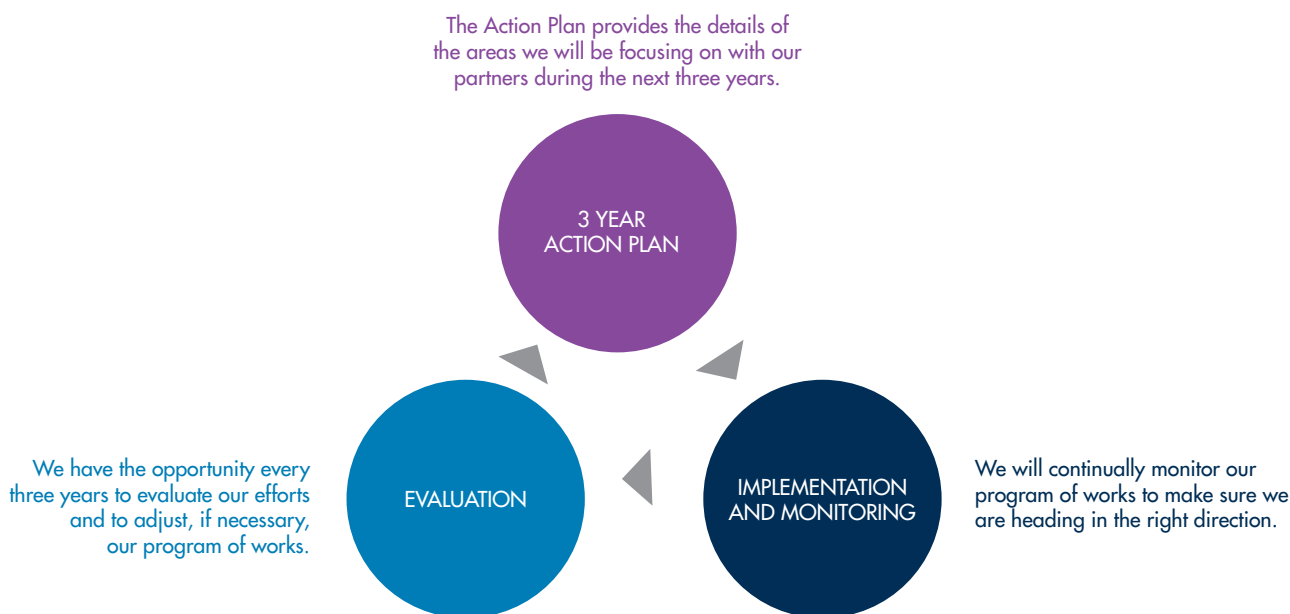 The Action Plan provides the details of
the areas we will be focusing on with our
partners during the next three years.
3 YEAR
ACTION PLAN
We have the opportunity every
three years to evaluate our efforts
and to adjust, if necessary,
our program of works.
EVALUATION
IMPLEMENTATION
AND MONITORING
We will continually monitor our
program of works to make sure we
are heading in the right direction.